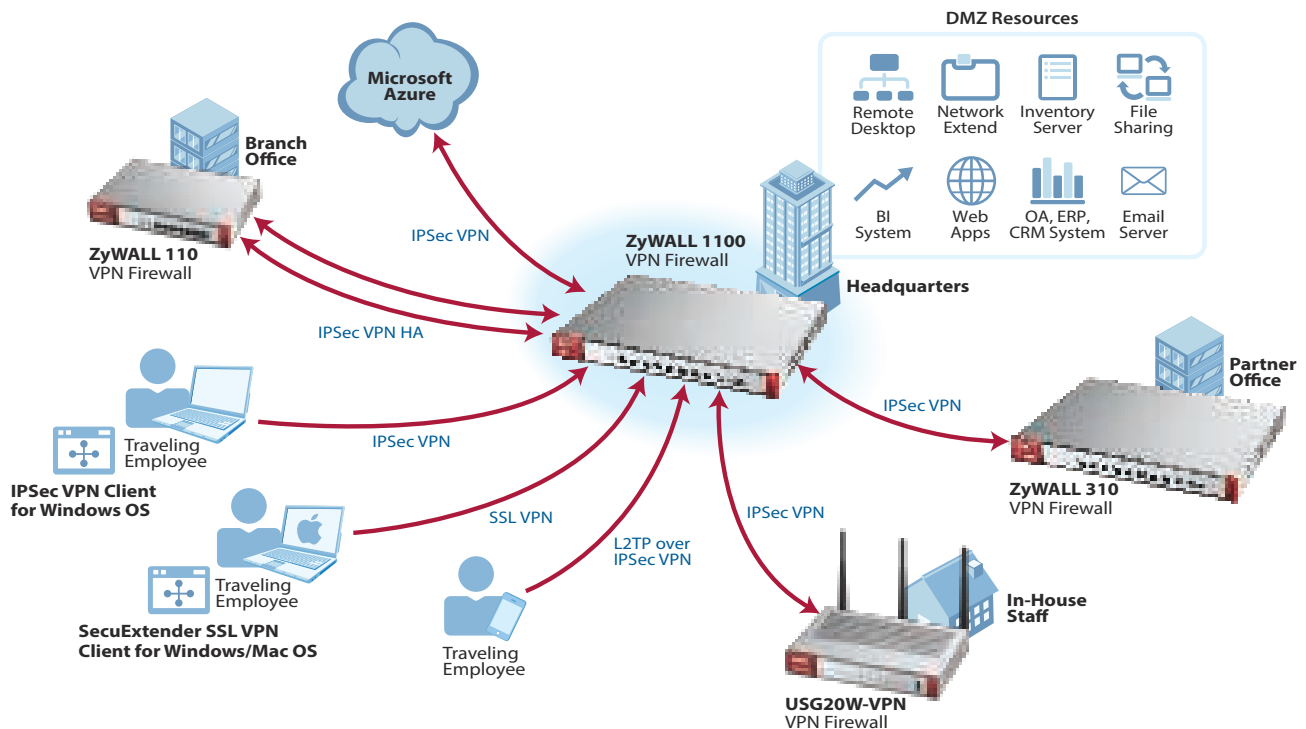 DMZ Resources
Remote
Desktop
Network
Extend
Inventory
Server
File
Sharing
BI
System
Web
Apps
OA, ERP,
CRM System
Email
Server
Microsoft
Azure
Branch
Office
ZyWALL 110
VPN Firewall
IPSec VPN
ZyWALL 1100
VPN Firewall
Headquarters
IPSec VPN HA
Partner
Office
IPSec VPN
ZyWALL 310
VPN Firewall
Traveling
Employee
IPSec VPN
IPSec VPN Client
for Windows OS
SSL VPN
Traveling
Employee
SecuExtender SSL VPN
Client for Windows/Mac OS
L2TP over
IPSec VPN
Traveling
Employee
IPSec VPN
In-House
Staff
USG20W-VPN
VPN Firewall